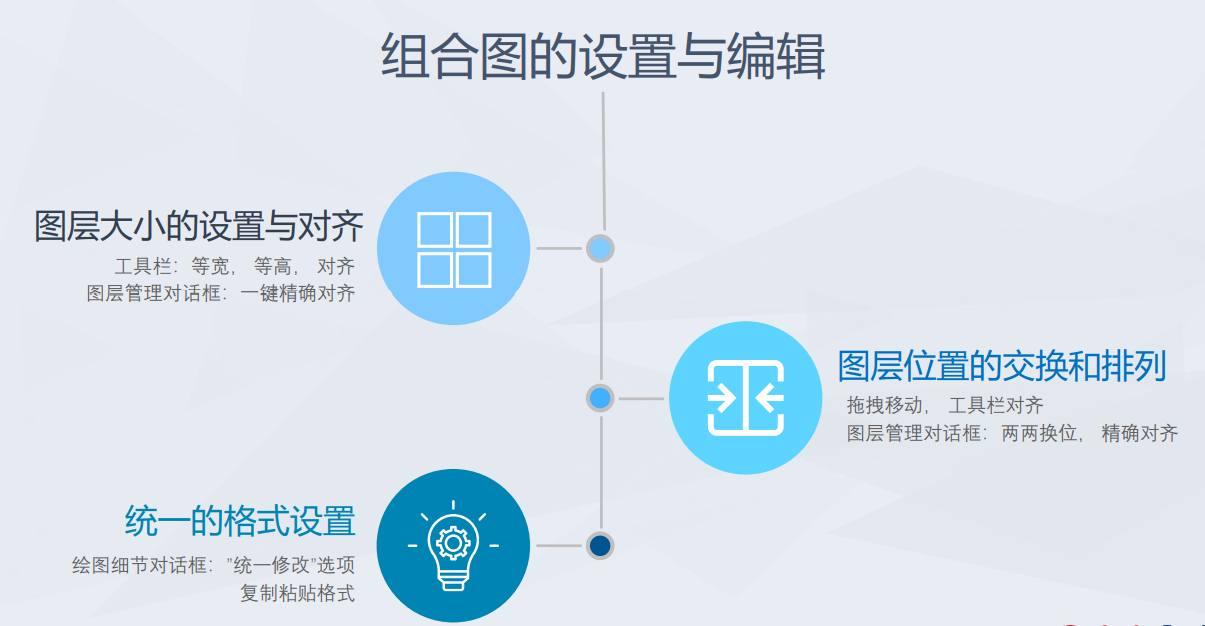 组合图的设置与编辑
图层大小的设置与对齐
工具栏：等宽， 等高， 对齐
图层管理对话框：一键精确对齐
图层位置的交换和排列
拖拽移动， 工具栏对齐
图层管理对话框：两两换位， 精确对齐
统一的格式设置
绘图细节对话框：”统一修改”选项
复制粘贴格式